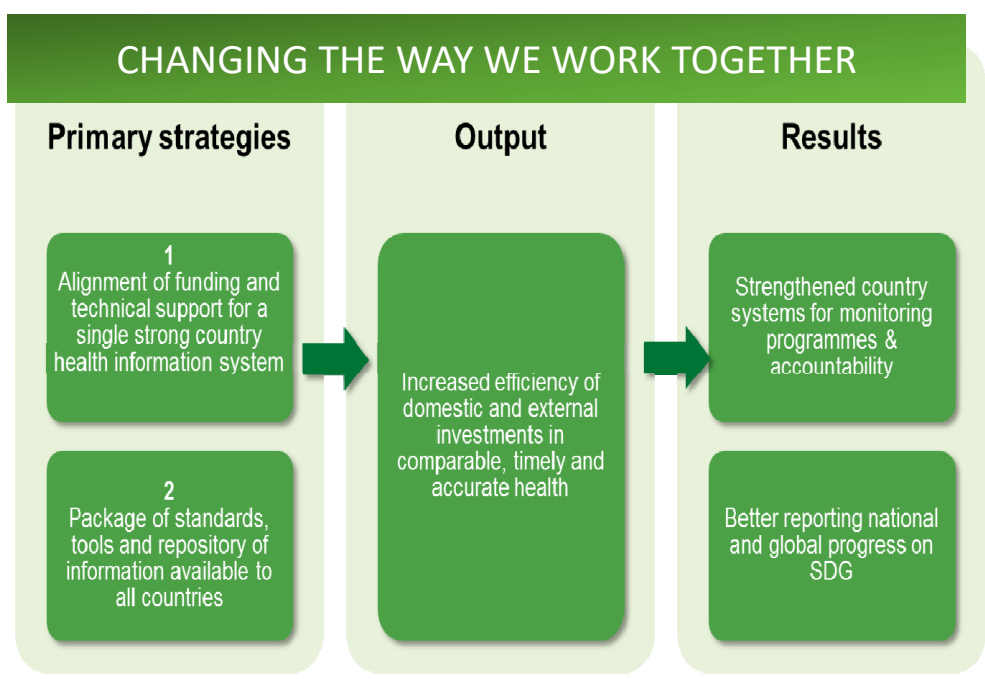 CHANGING THE WAY WE WORK TOGETHER
Primary strategies
1
Alignment of funding and
technical support for a
single strong country
health information system
2
Package of standards,
tools and repository of
information available to
all countries
Output
Increased efficiency of
domestic and external
investments in
comparable, timely and
accurate health
Results
Strengthened country
systems for monitoring
programmes &
accountability
Better reporting national
and global progress on
SDG